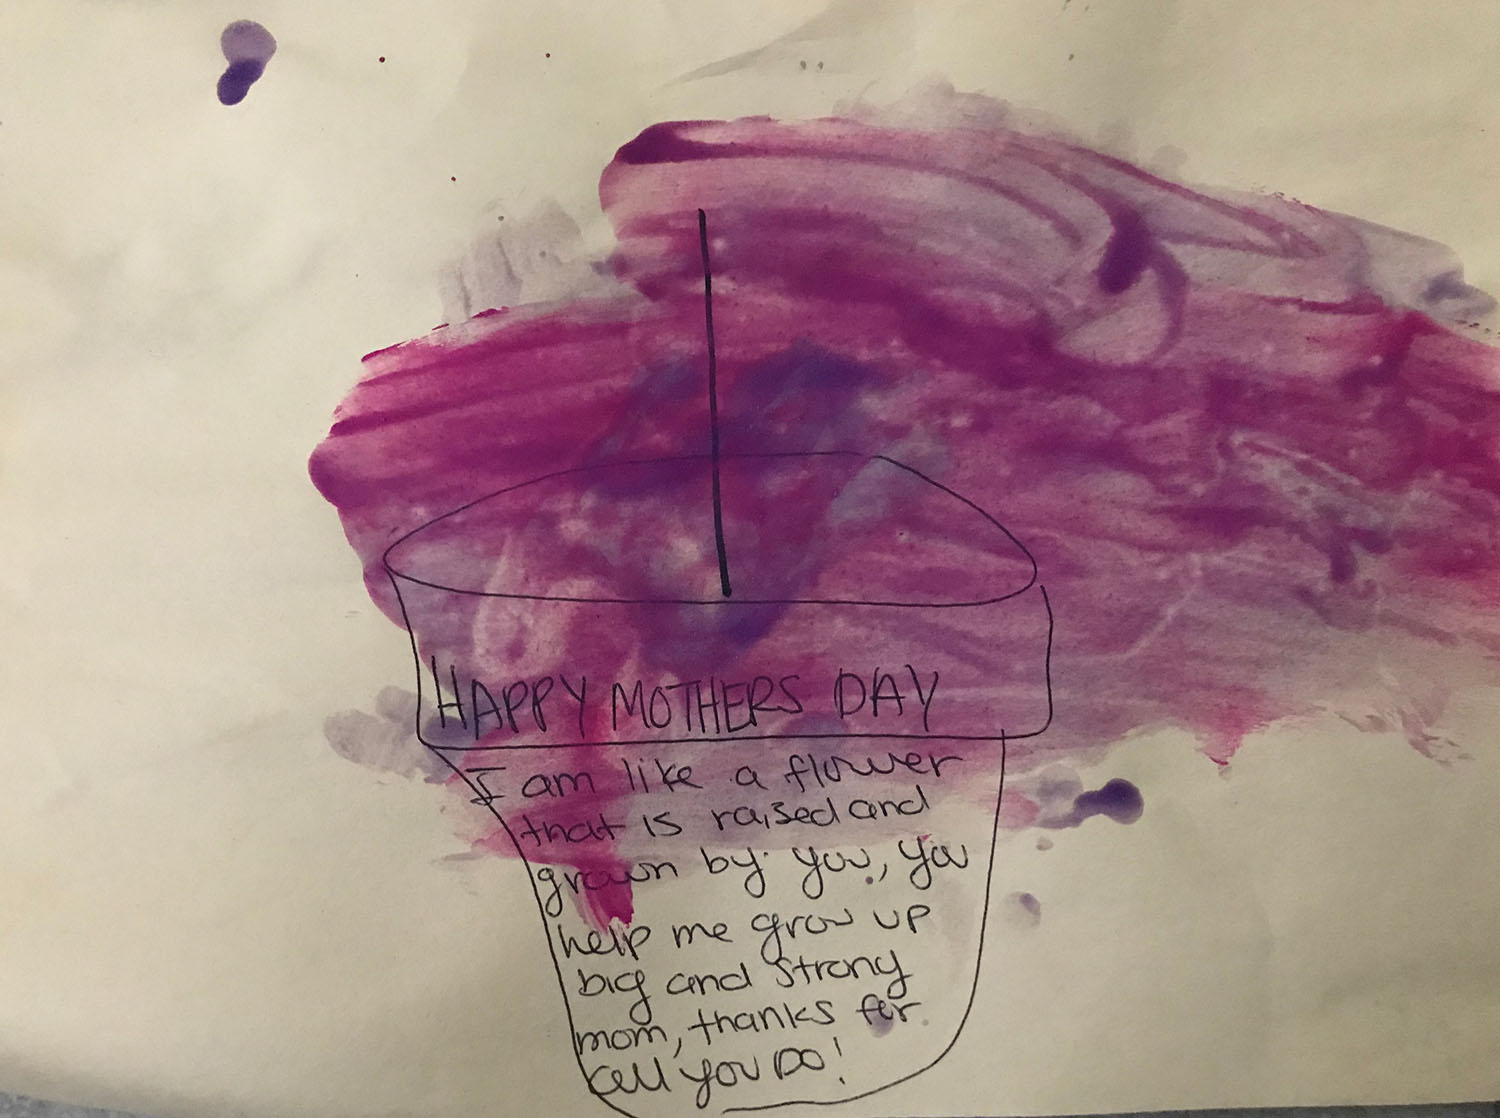 HAPPY MOTHERS DAY
I am like a flower
that is raised and
grown by you, you
help me grow up
big and strong
mom, thanks for
all you DO!